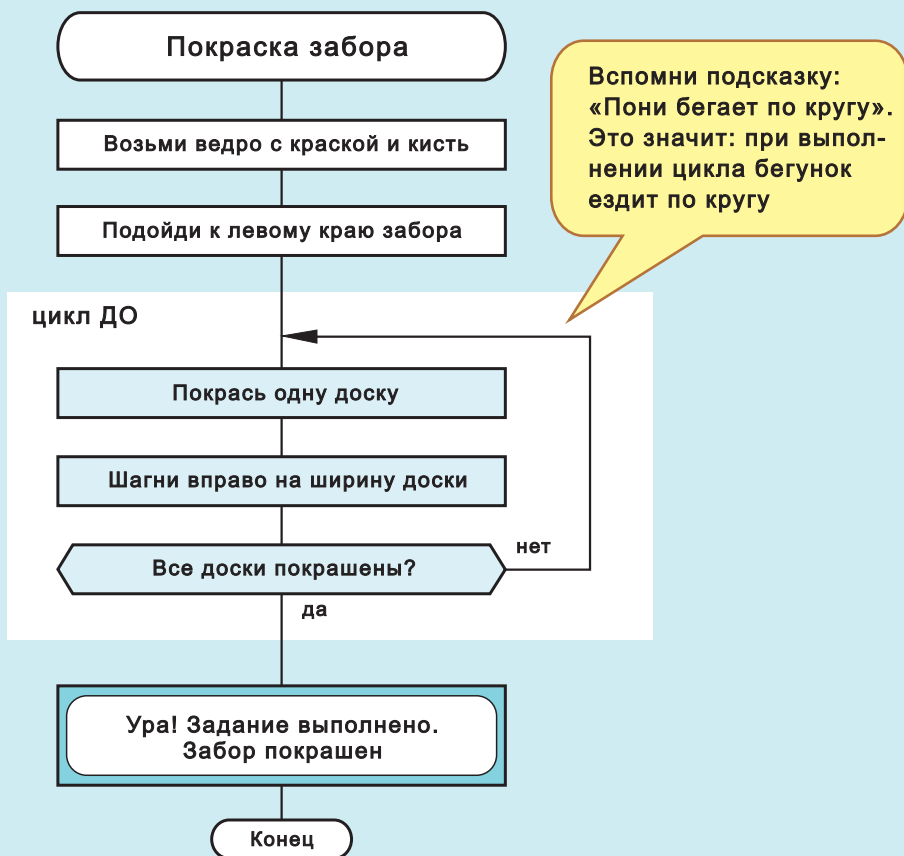 Покраска забора
Возьми ведро с краской и кисть
Подойди к левому краю забора
Вспомни подсказку:
«Пони бегает по кругу».
Это значит: при выпол-
нении цикла бегунок
ездит по кругу
цикл ДО
Покрась одну доску
Шагни вправо на ширину доски
Все доски покрашены?
нет
да
Ура! Задание выполнено.
Забор покрашен
Конец